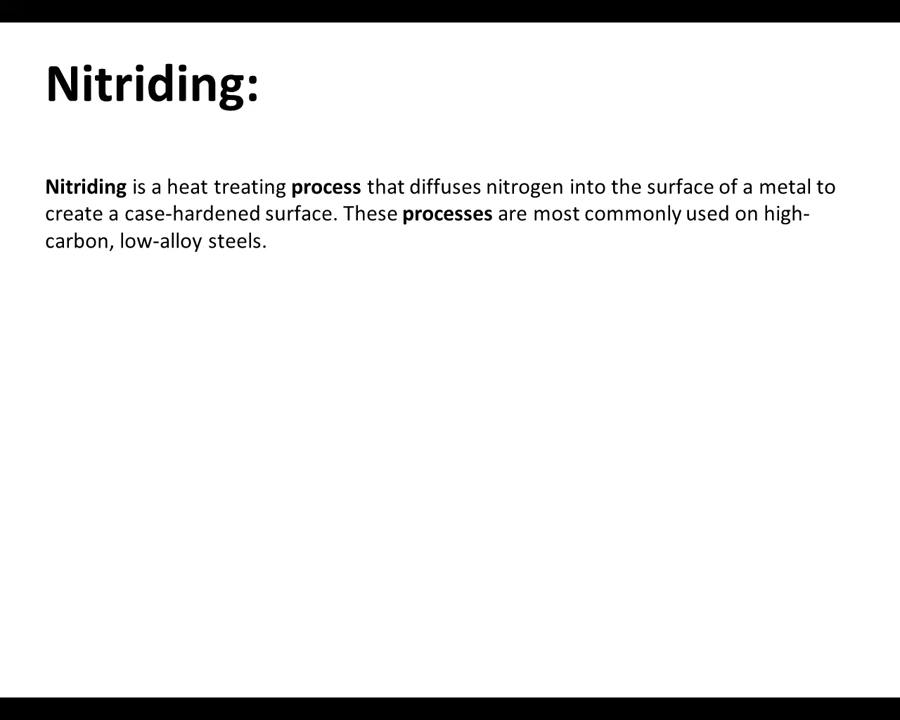 Nitriding:
Nitriding is a heat treating process that diffuses nitrogen into the surface of a metal to
create a case-hardened surface. These processes are most commonly used on high-
carbon, low-alloy steels.